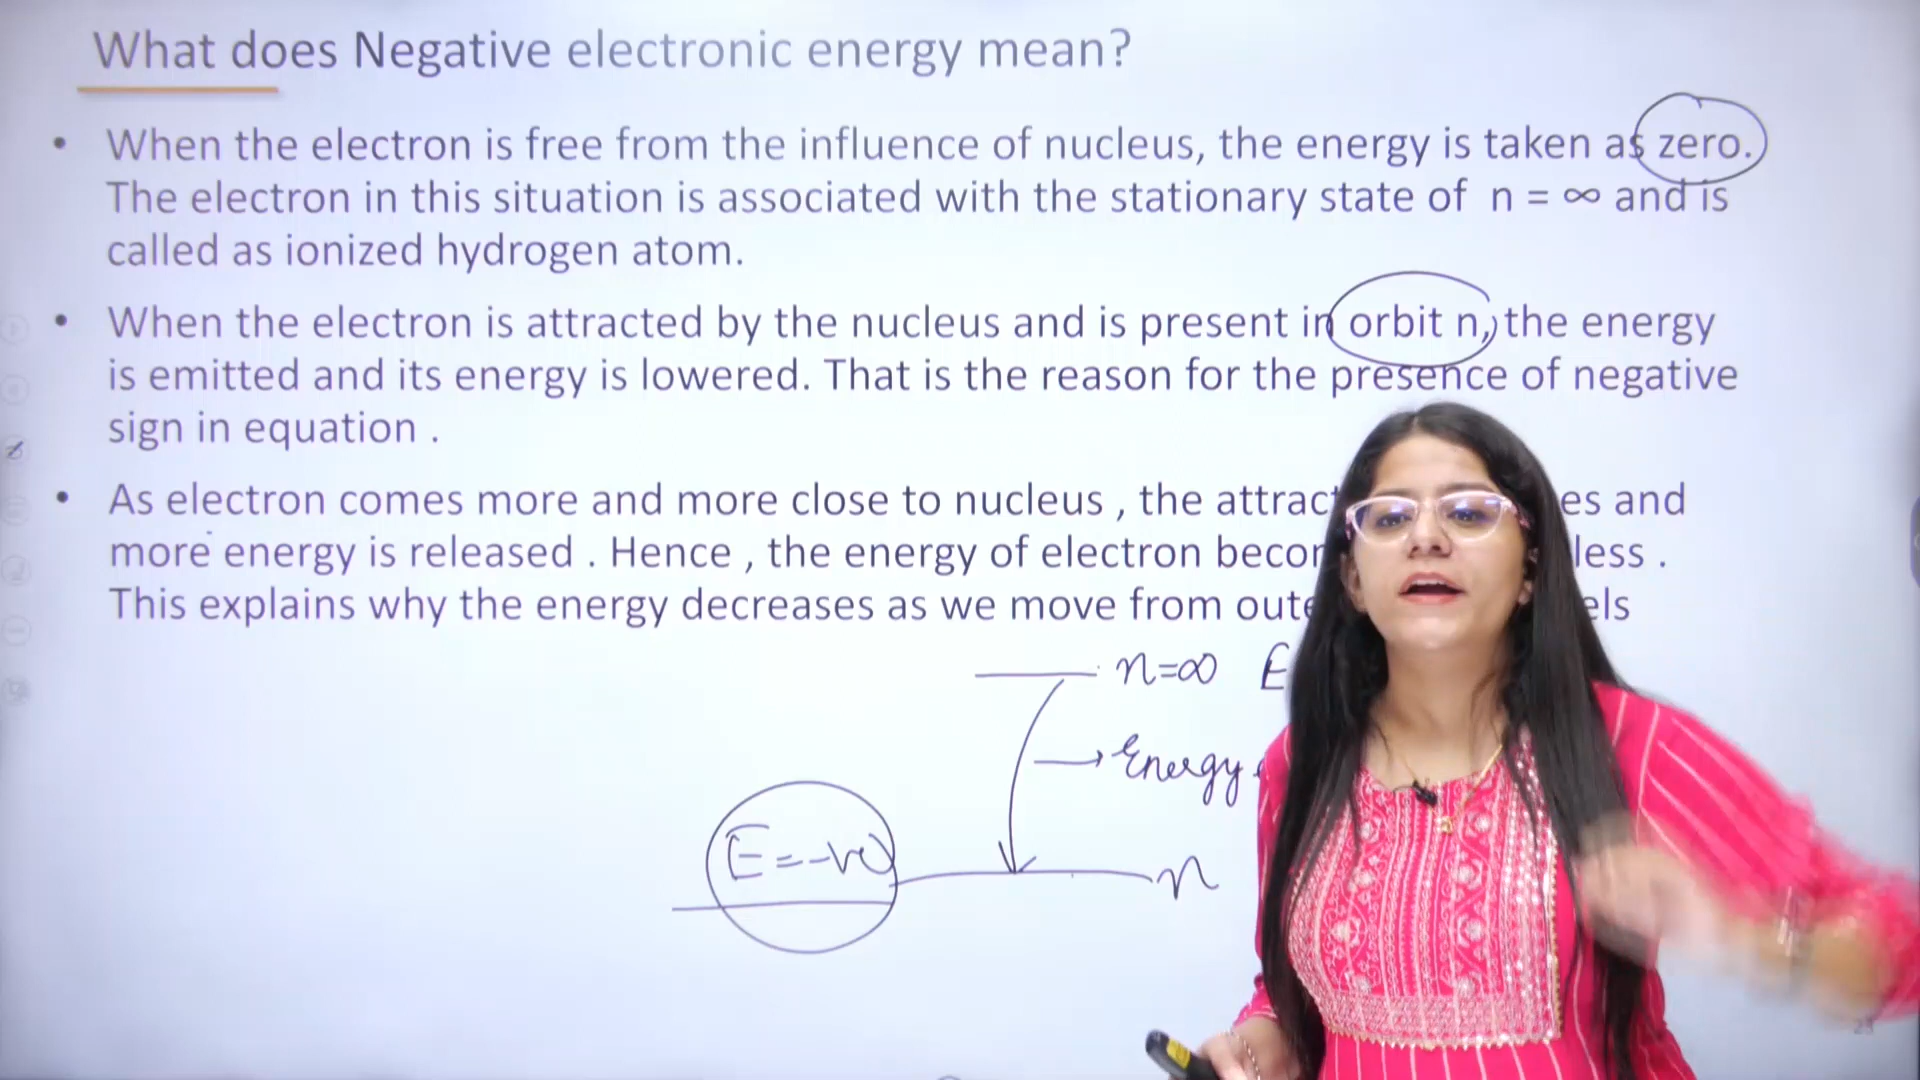 What does Negative electronic energy mean?
• When the electron is free from the influence of nucleus, the energy is taken as zero.
The electron in this situation is associated with the stationary state of n = ∞ and is
called as ionized hydrogen atom.
• When the electron is attracted by the nucleus and is present in orbit n, the energy
is emitted and its energy is lowered. That is the reason for the presence of negative
sign in equation .
• As electron comes more and more close to nucleus , the and
more energy is released . Hence , the energy of electron less .
This explains why the energy decreases as we move from
n=∞ E
→ Energy
E = -ve
n